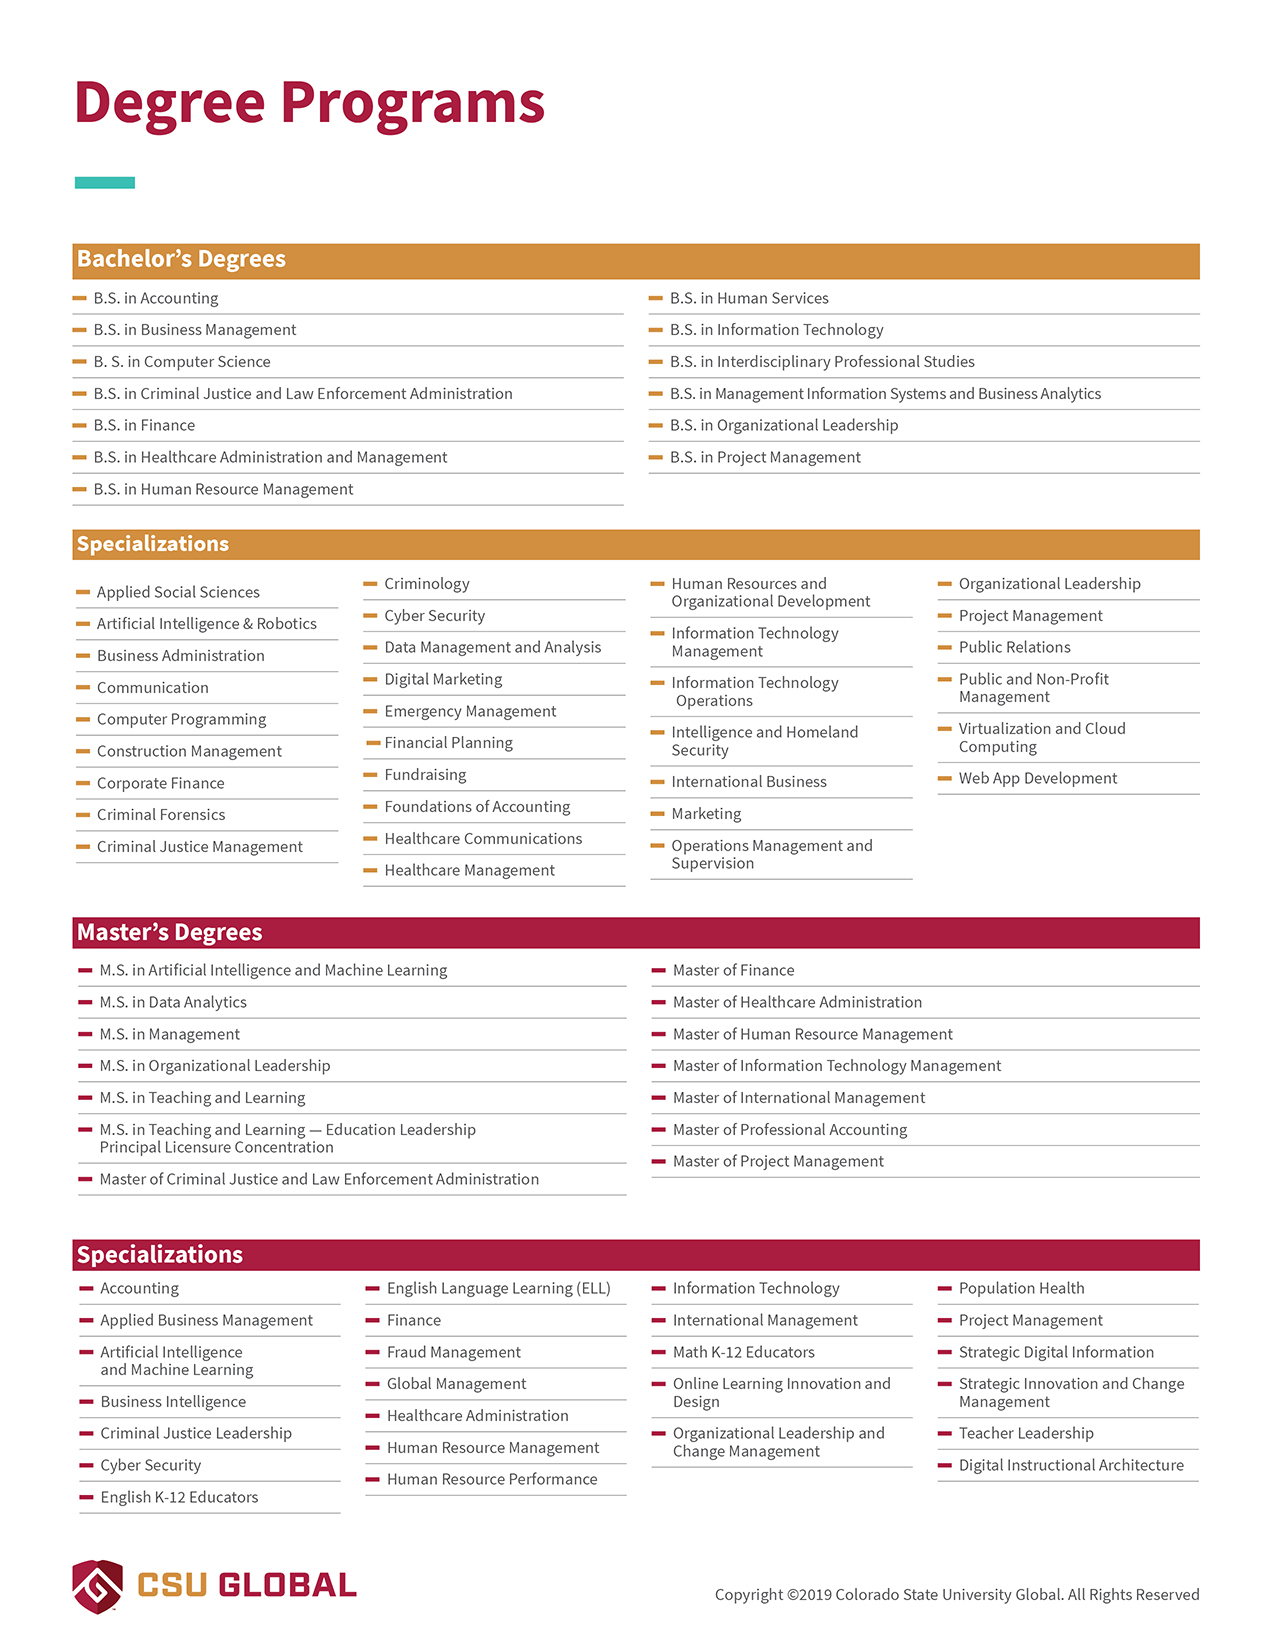 Degree Programs
Bachelor’s Degrees
B.S. in Accounting
B.S. in Business Management
B. S. in Computer Science
B.S. in Criminal Justice and Law Enforcement Administration
B.S. in Finance
B.S. in Healthcare Administration and Management
B.S. in Human Resource Management
B.S. in Human Services
B.S. in Information Technology
B.S. in Interdisciplinary Professional Studies
B.S. in Management Information Systems and Business Analytics
B.S. in Organizational Leadership
B.S. in Project Management
Specializations
Applied Social Sciences
Artificial Intelligence & Robotics
Business Administration
Communication
Computer Programming
Construction Management
Corporate Finance
Criminal Forensics
Criminal Justice Management
Criminology
Cyber Security
Data Management and Analysis
Digital Marketing
Emergency Management
Financial Planning
Fundraising
Foundations of Accounting
Healthcare Communications
Healthcare Management
Human Resources and
Organizational Development
Information Technology
Management
Information Technology
Operations
Intelligence and Homeland
Security
International Business
Marketing
Operations Management and
Supervision
Organizational Leadership
Project Management
Public Relations
Public and Non-Profit
Management
Virtualization and Cloud
Computing
Web App Development
Master’s Degrees
M.S. in Artificial Intelligence and Machine Learning
M.S. in Data Analytics
M.S. in Management
M.S. in Organizational Leadership
M.S. in Teaching and Learning
M.S. in Teaching and Learning — Education Leadership
Principal Licensure Concentration
Master of Criminal Justice and Law Enforcement Administration
Master of Finance
Master of Healthcare Administration
Master of Human Resource Management
Master of Information Technology Management
Master of International Management
Master of Professional Accounting
Master of Project Management
Specializations
Accounting
Applied Business Management
Artificial Intelligence
and Machine Learning
Business Intelligence
Criminal Justice Leadership
Cyber Security
English K-12 Educators
English Language Learning (ELL)
Finance
Fraud Management
Global Management
Healthcare Administration
Human Resource Management
Human Resource Performance
Information Technology
International Management
Math K-12 Educators
Online Learning Innovation and
Design
Organizational Leadership and
Change Management
Population Health
Project Management
Strategic Digital Information
Strategic Innovation and Change
Management
Teacher Leadership
Digital Instructional Architecture
CSU GLOBAL
Copyright ©2019 Colorado State University Global. All Rights Reserved